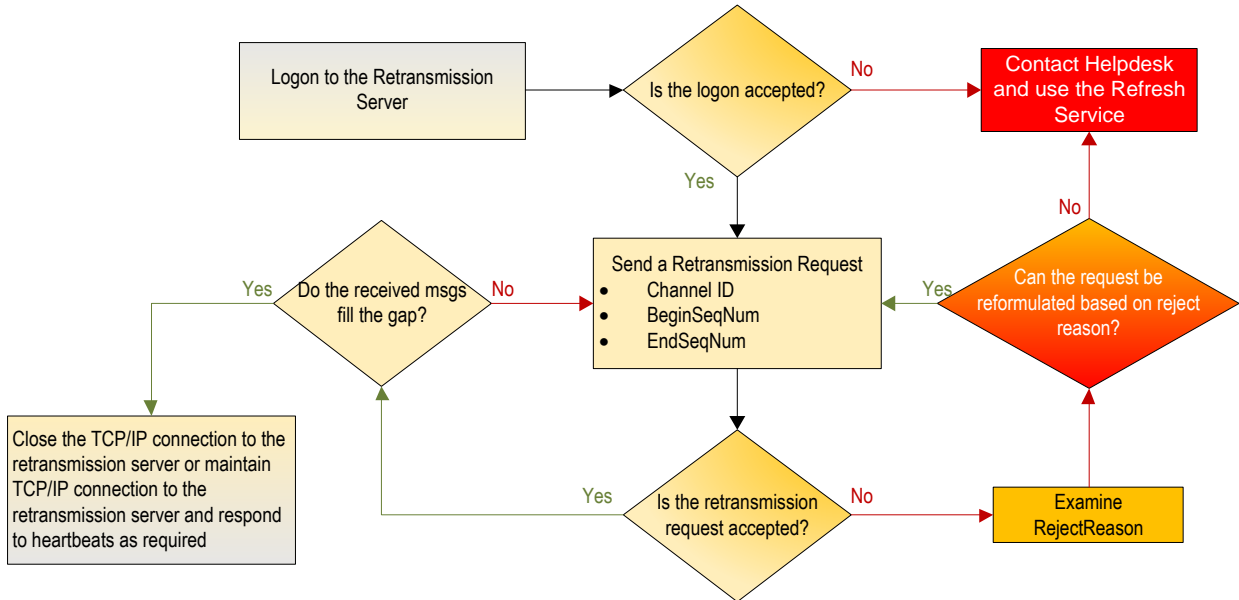 Logon to the Retransmission
Server
Is the logon accepted?
No
Contact Helpdesk
and use the Refresh
Service
Yes
No
Do the received msgs
fill the gap?
Yes
No
Send a Retransmission Request
• Channel ID
• BeginSeqNum
• EndSeqNum
Yes
Can the request be
reformulated based on reject
reason?
Close the TCP/IP connection to the
retransmission server or maintain
TCP/IP connection to the
retransmission server and respond
to heartbeats as required
Yes
Is the retransmission
request accepted?
No
Examine
RejectReason